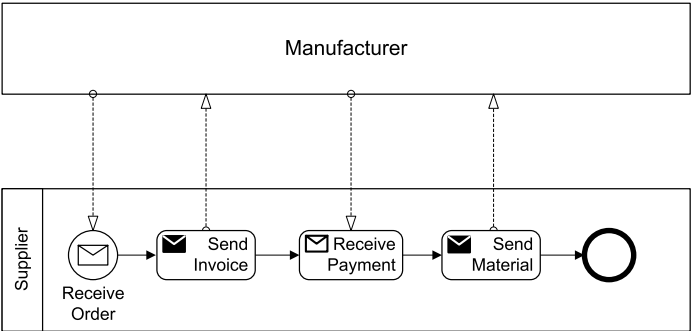 Manufacturer
Supplier
Receive
Order
Send
Invoice
Receive
Payment
Send
Material